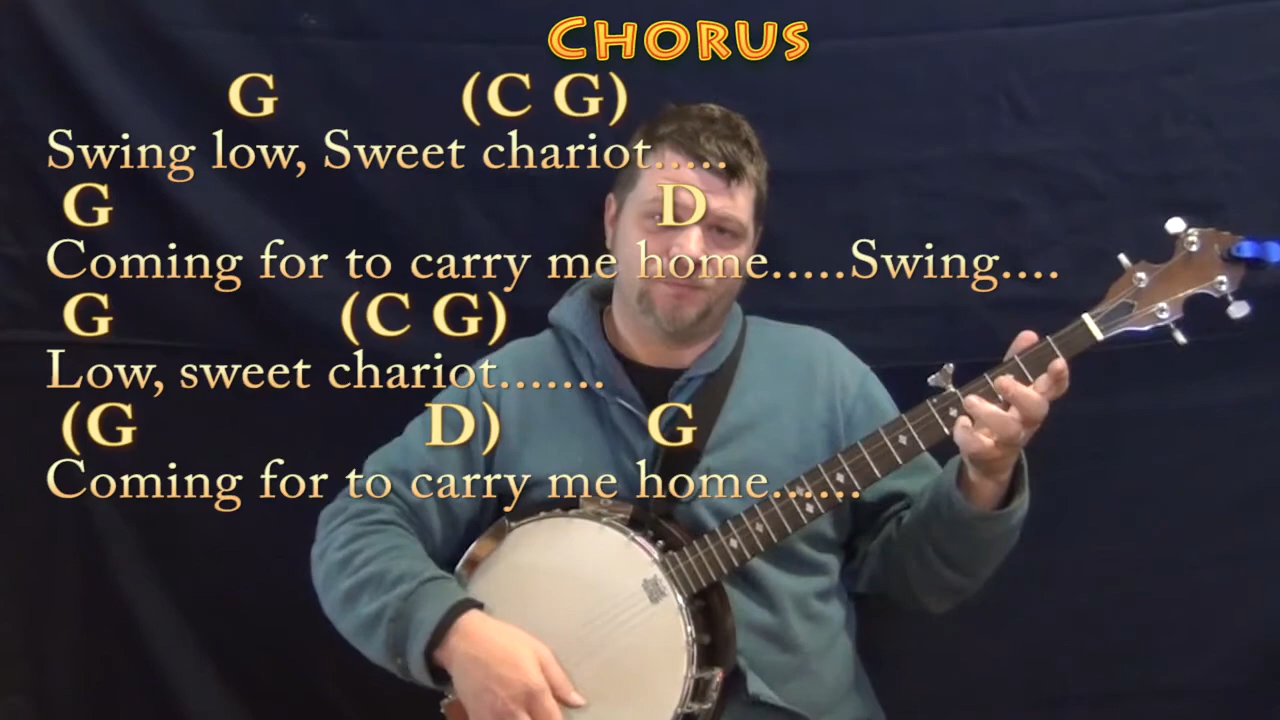 CHORUS
G (C G)
Swing low, Sweet chariot.....
G D
Coming for to carry me home.....Swing....
G (C G)
Low, sweet chariot.......
(G D) G
Coming for to carry me home......